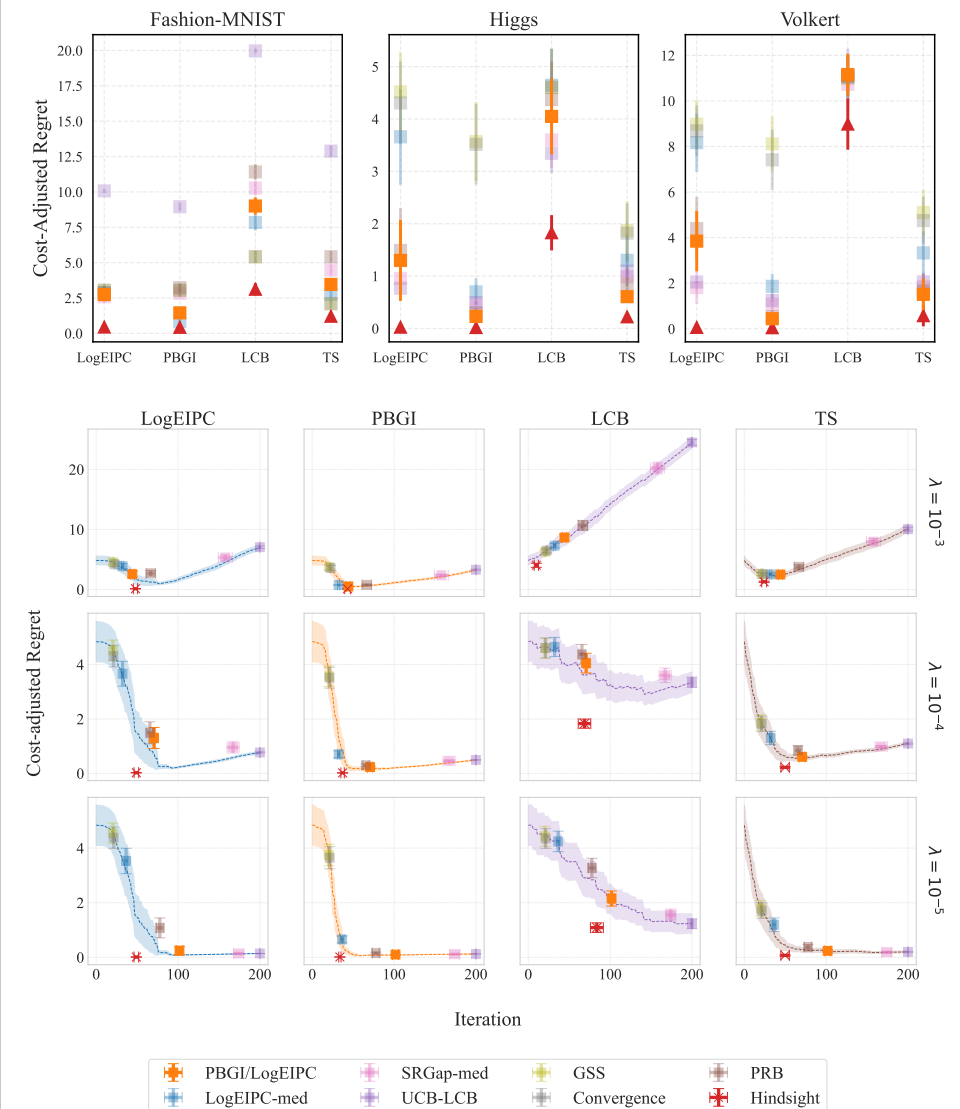 Fashion-MNIST
Higgs
Volkert
Cost-Adjusted Regret
20.0
17.5
15.0
12.5
10.0
7.5
5.0
2.5
0.0
5
4
3
2
1
0
12
10
8
6
4
2
0
LogEIPC PBGI LCB TS
LogEIPC PBGI LCB TS
LogEIPC PBGI LCB TS
LogEIPC
PBGI
LCB
TS
Cost-adjusted Regret
20
10
0
λ = 10⁻³
4
2
0
λ = 10⁻⁴
4
2
0
λ = 10⁻⁵
0 100 200
0 100 200
0 100 200
0 100 200
Iteration
PBGI/LogEIPC SRGap-med GSS PRB
LogEIPC-med UCB-LCB Convergence Hindsight